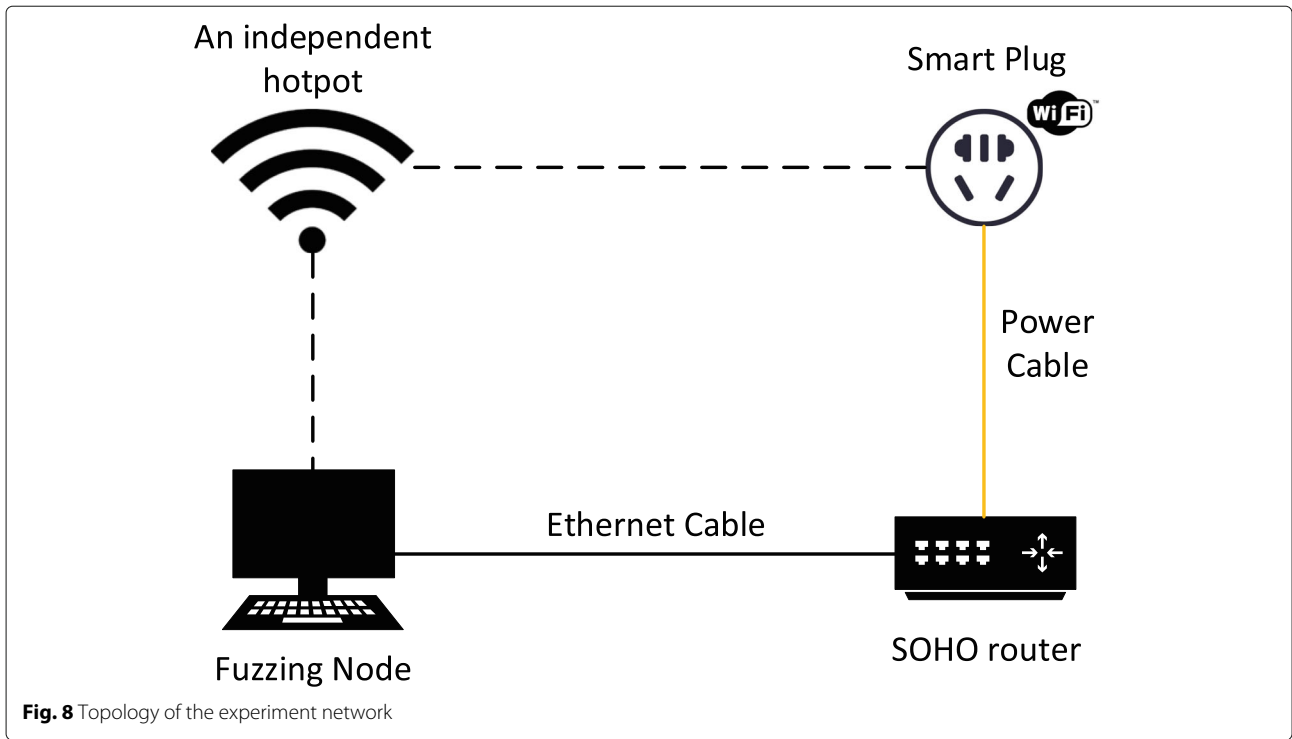 An independent
hotpot
Smart Plug
WiFi™
Power
Cable
Ethernet Cable
SOHO router
Fuzzing Node
Fig. 8 Topology of the experiment network